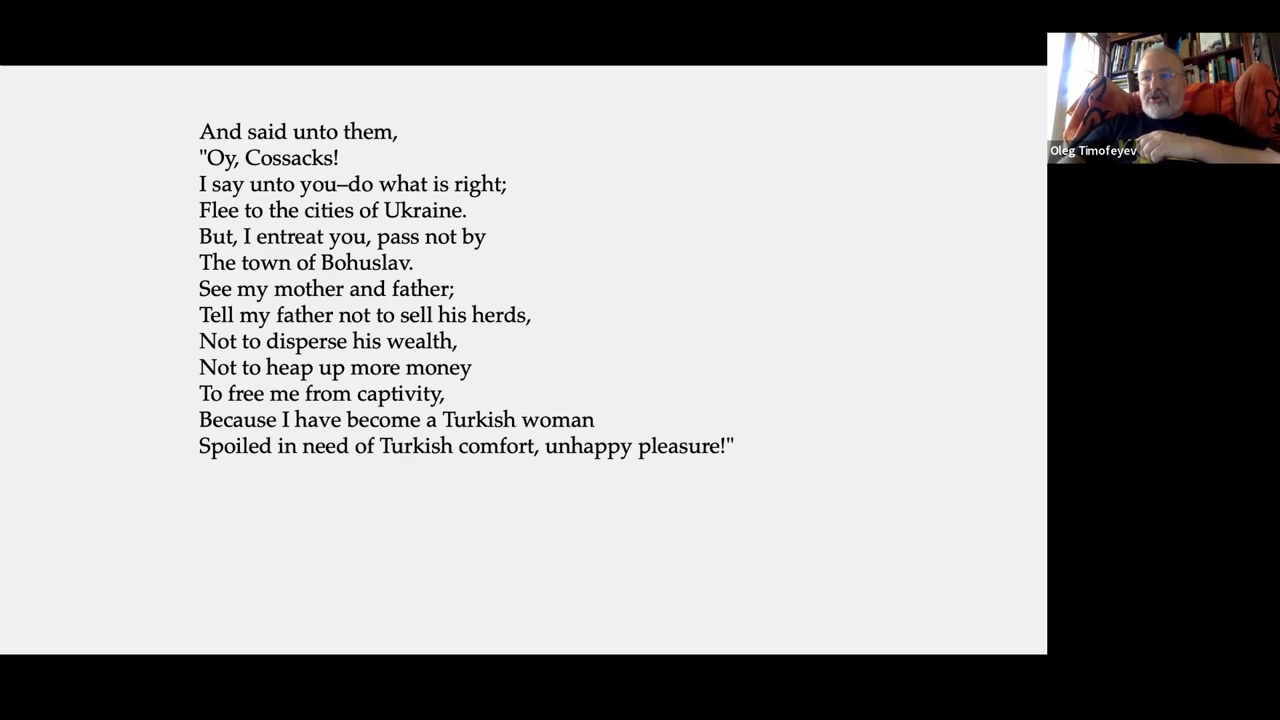 And said unto them,
"Oy, Cossacks!
I say unto you–do what is right;
Flee to the cities of Ukraine.
But, I entreat you, pass not by
The town of Bohuslav.
See my mother and father;
Tell my father not to sell his herds,
Not to disperse his wealth,
Not to heap up more money
To free me from captivity,
Because I have become a Turkish woman
Spoiled in need of Turkish comfort, unhappy pleasure!"
Oleg Timofeyev